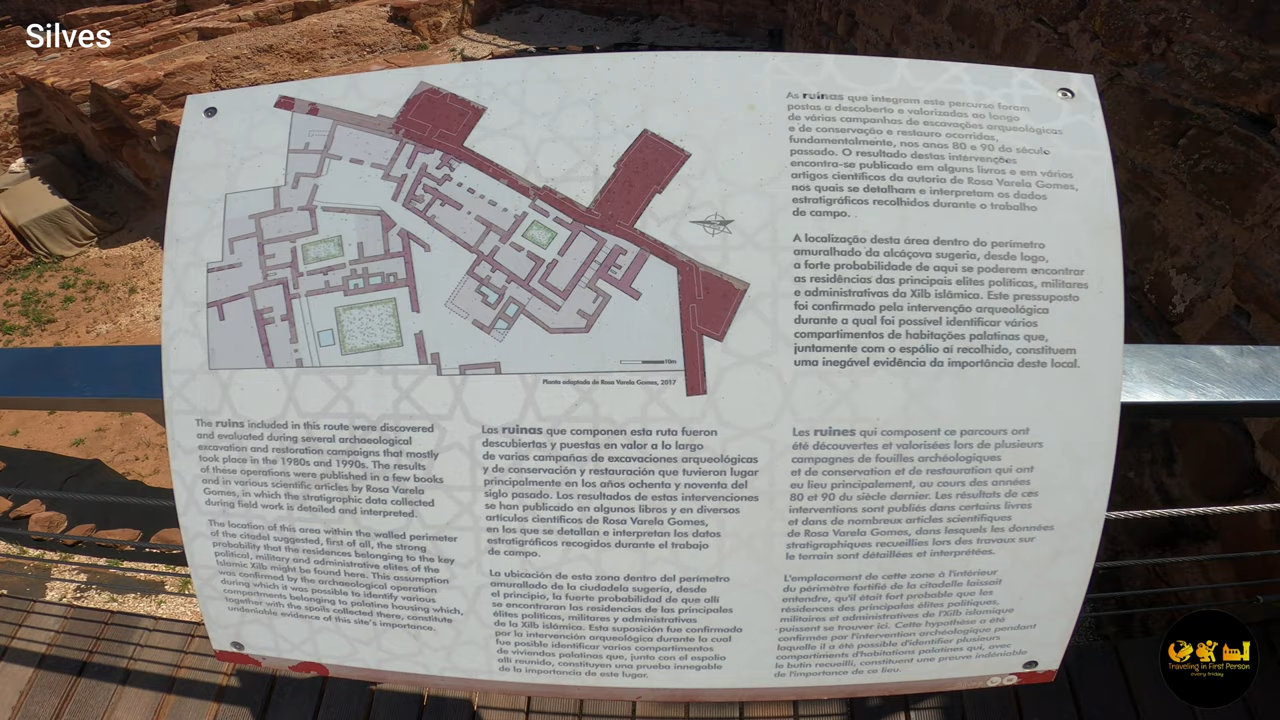 Silves
As ruínas que integram este percurso foram
postas a descoberto e valorizadas ao longo
de várias campanhas de escavações arqueológicas
e de conservação e restauro ocorridas,
fundamentalmente, nos anos 80 e 90 do século
passado. O resultado destas intervenções
encontra-se publicado em alguns livros e em vários
artigos científicos da autoria de Rosa Varela Gomes,
nos quais se detalham e interpretam os dados
estratigráficos recolhidos durante o trabalho
de campo.
A localização desta área dentro do perímetro
amuralhado da alcáçova sugeria, desde logo,
a forte probabilidade de aqui se poderem encontrar
as residências das principais elites políticas, militares
e administrativas da Xilb islâmica. Este pressuposto
foi confirmado pela intervenção arqueológica
durante a qual foi possível identificar vários
compartimentos de habitações palatinas que,
juntamente com o espólio aí recolhido, constituem
uma inegável evidência da importância deste local.
10m
Planta adaptada de Rosa Varela Gomes, 2017
The ruins included in this route were discovered
and evaluated during several archaeological
excavation and restoration campaigns that mostly
took place in the 1980s and 1990s. The results
of these operations were published in a few books
and in various scientific articles by Rosa Varela
Gomes, in which the stratigraphic data collected
during field work is detailed and interpreted.
The location of this area within the walled perimeter
of the citadel suggested, first of all, the strong
probability that the residences belonging to the key
political, military and administrative elites of the
Islamic Xilb might be found here. This assumption
was confirmed by the archaeological operation
during which it was possible to identify various
compartments belonging to palatine housing which,
together with the spoils collected there, constitute
undeniable evidence of this site's importance.
Las ruinas que componen esta ruta fueron
descubiertas y puestas en valor a lo largo
de varias campañas de excavaciones arqueológicas
y de conservación y restauración que tuvieron lugar
principalmente en los años ochenta y noventa del
siglo pasado. Los resultados de estas intervenciones
se han publicado en algunos libros y en diversos
artículos científicos de Rosa Varela Gomes,
en los que se detallan e interpretan los datos
estratigráficos recogidos durante el trabajo
de campo.
La ubicación de esta zona dentro del perímetro
amurallado de la ciudadela sugería, desde
el principio, la fuerte probabilidad de que allí
se encontraran las residencias de las principales
élites políticas, militares y administrativas
de la Xilb islámica. Esta suposición fue confirmada
por la intervención arqueológica durante la cual
fue posible identificar varios compartimentos
de viviendas palatinas que, junto con el espolio
allí reunido, constituyen una prueba innegable
de la importancia de este lugar.
Les ruines qui composent ce parcours ont
été découvertes et valorisées lors de plusieurs
campagnes de fouilles archéologiques
et de conservation et de restauration qui ont
eu lieu principalement, au cours des années
80 et 90 du siècle dernier. Les résultats de ces
interventions sont publiés dans certains livres
et dans de nombreux articles scientifiques
de Rosa Varela Gomes, dans lesquels les données
stratigraphiques recueillies lors des travaux sur
le terrain sont détaillées et interprétées.
L'emplacement de cette zone à l'intérieur
du périmètre fortifié de la citadelle laissait
entendre, qu'il était fort probable que les
résidences des principales élites politiques,
militaires et administratives de l'Xilb islamique
puissent se trouver ici. Cette hypothèse a été
confirmée par l'intervention archéologique pendant
laquelle il a été possible d'identifier plusieurs
compartiments d'habitations palatines qui, avec
le butin recueilli, constituent une preuve indéniable
de l'importance de ce lieu.
Traveling in First Person
every friday